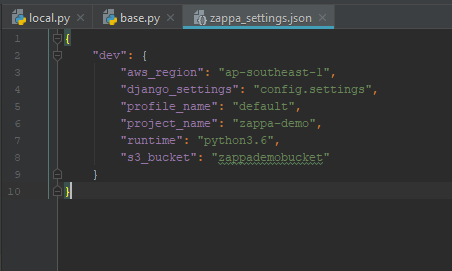 local.py base.py zappa_settings.json
1 {
2 "dev": {
3 "aws_region": "ap-southeast-1",
4 "django_settings": "config.settings",
5 "profile_name": "default",
6 "project_name": "zappa-demo",
7 "runtime": "python3.6",
8 "s3_bucket": "zappademobucket"
9 }
10 }